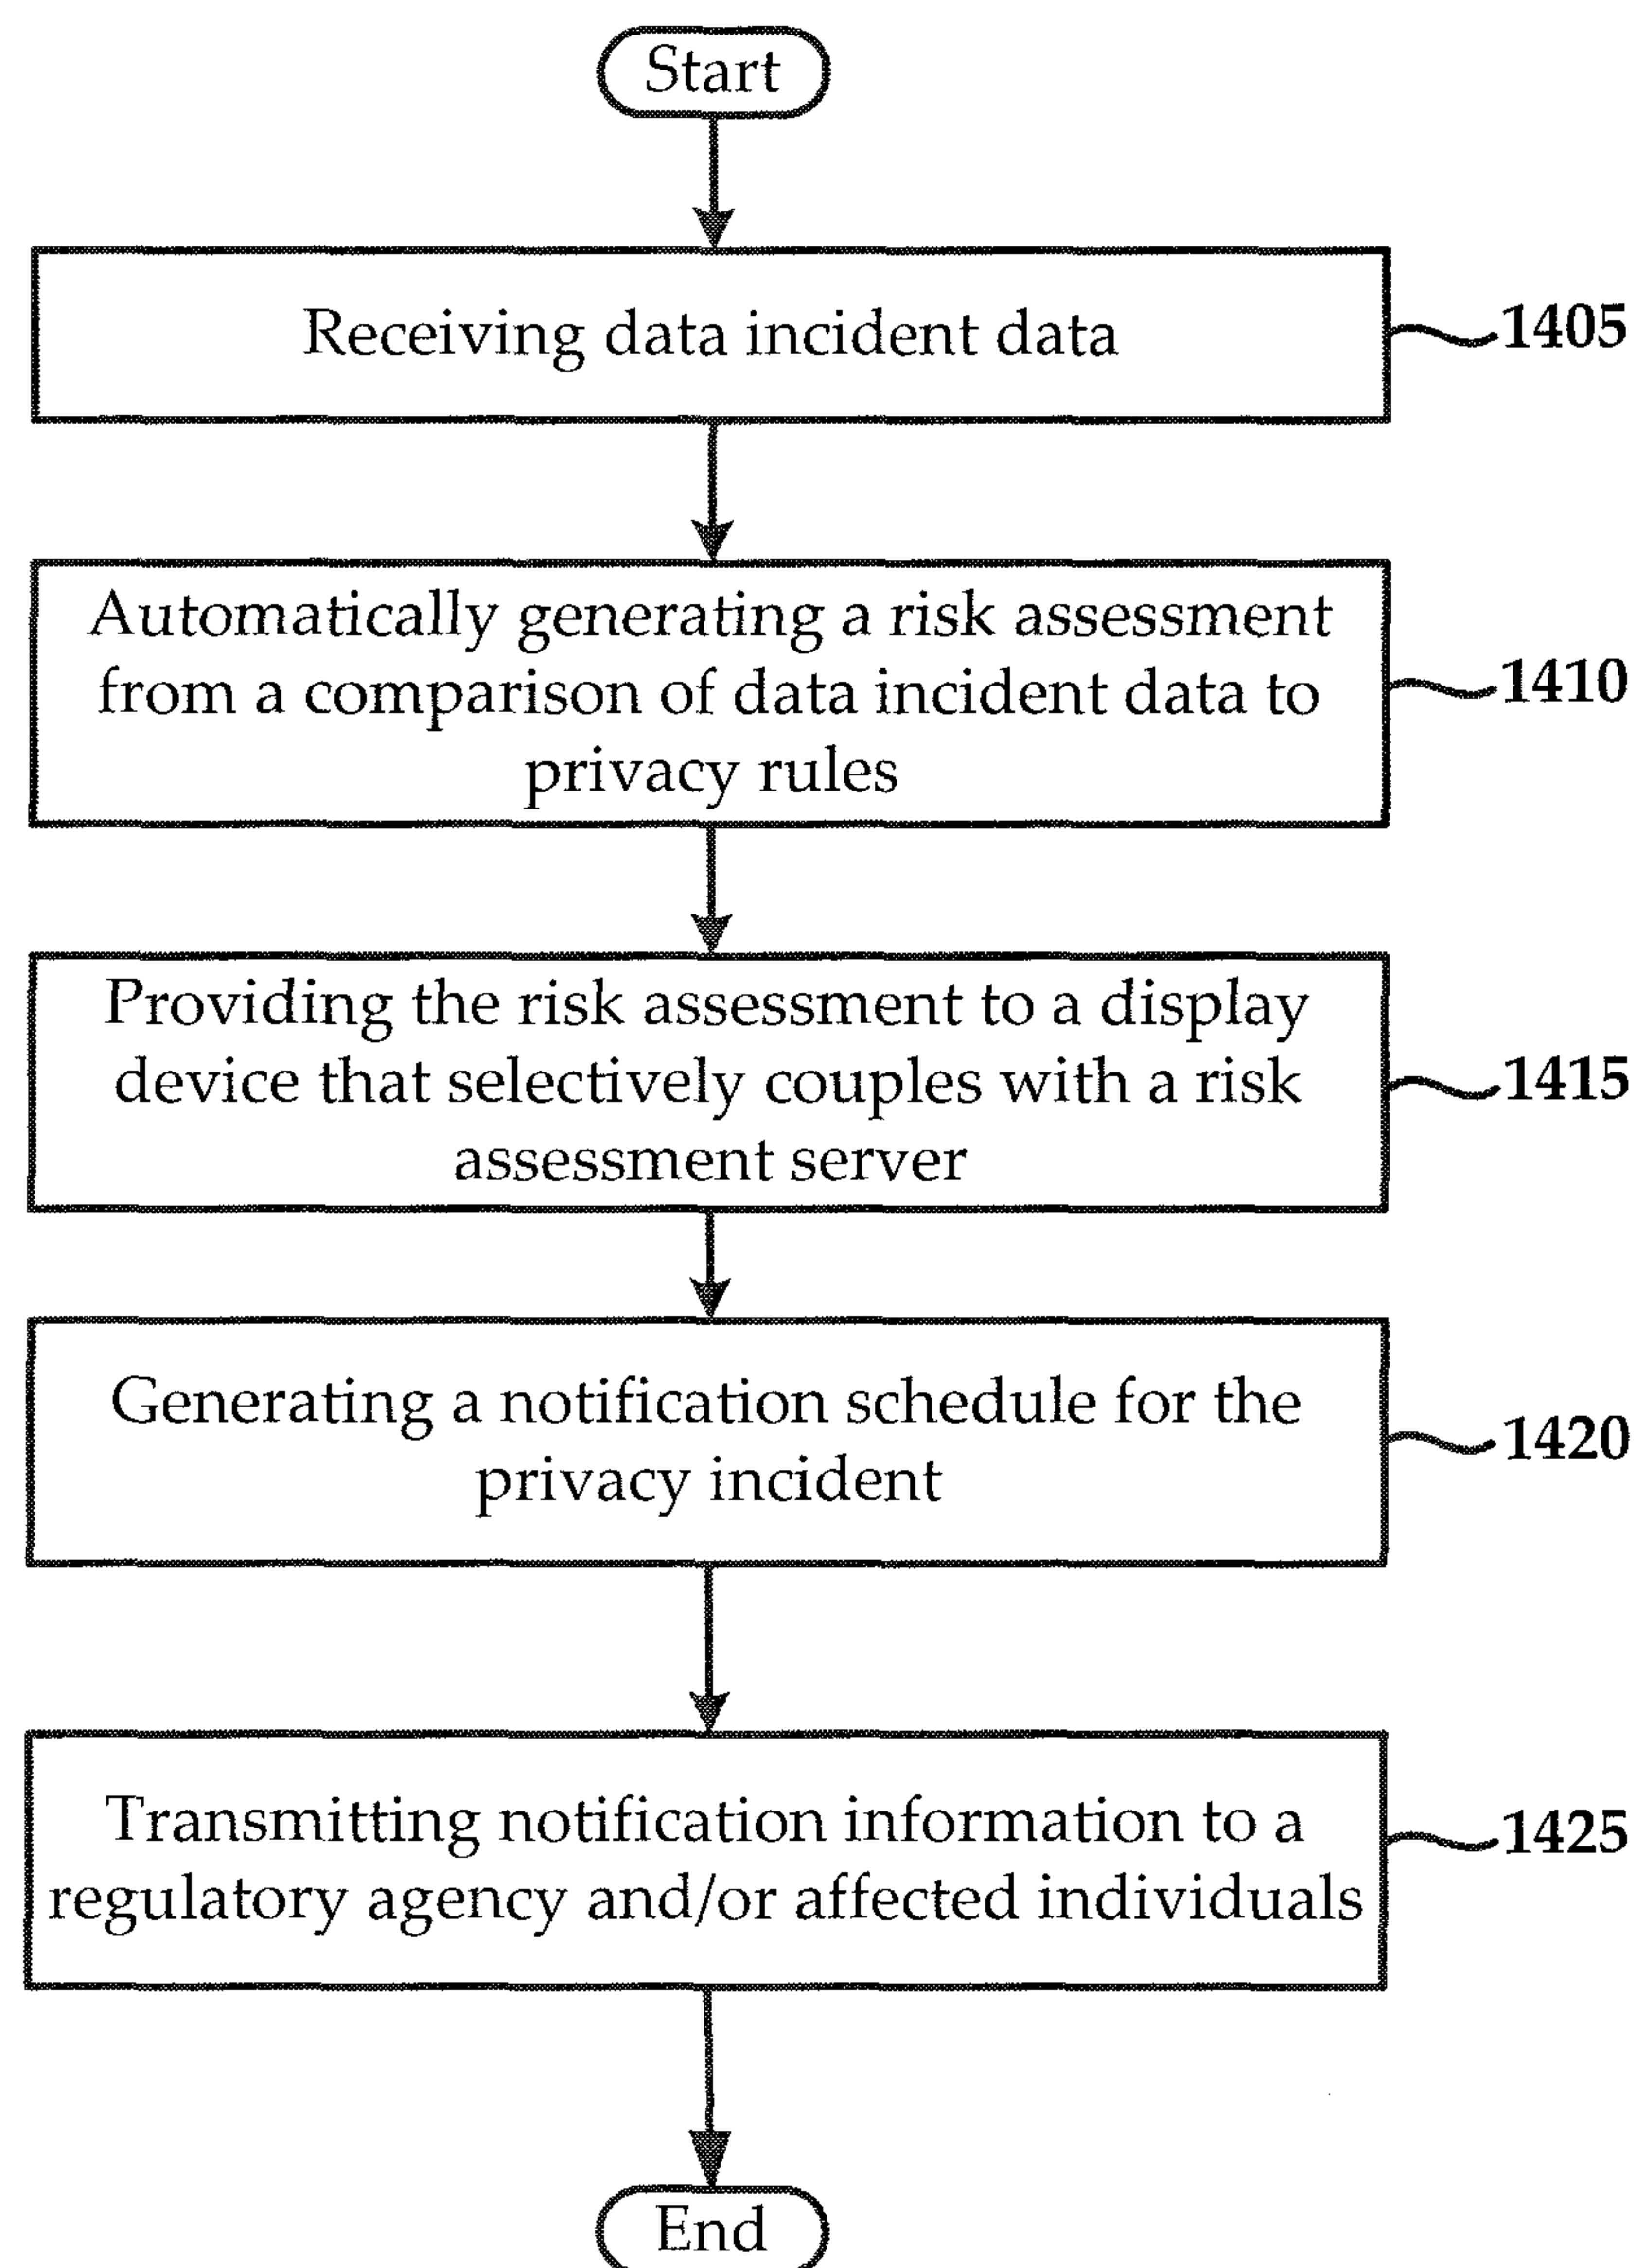 Start
Receiving data incident data
1405
Automatically generating a risk assessment
from a comparison of data incident data to
privacy rules
1410
Providing the risk assessment to a display
device that selectively couples with a risk
assessment server
1415
Generating a notification schedule for the
privacy incident
1420
Transmitting notification information to a
regulatory agency and/or affected individuals
1425
End